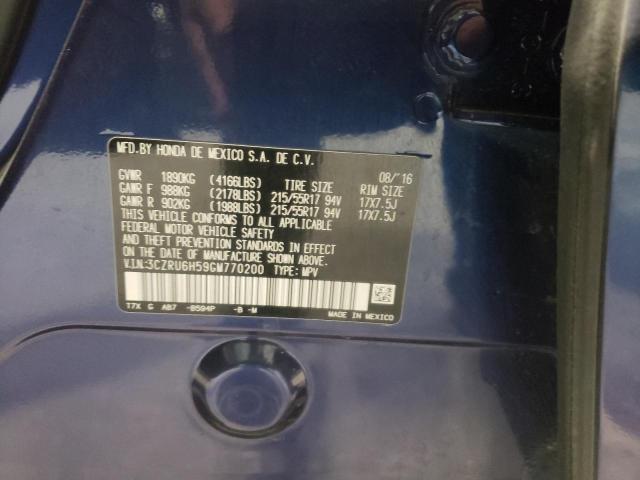 MFD.BY HONDA DE MEXICO S.A. DE C.V.
08/'16
GVWR 1890KG (4166LBS) TIRE SIZE RIM SIZE
GAWR F 988KG (2178LBS) 215/55R17 94V 17X7.5J
GAWR R 902KG (1988LBS) 215/55R17 94V 17X7.5J
THIS VEHICLE CONFORMS TO ALL APPLICABLE
FEDERAL MOTOR VEHICLE SAFETY
AND THEFT PREVENTION STANDARDS IN EFFECT
ON THE DATE OF MANUFACTURE SHOWN ABOVE.
V.I.N.:3CZRU6H59GM770200 TYPE: MPV
T7X G AB7 -B594P -B -M
MADE IN MEXICO